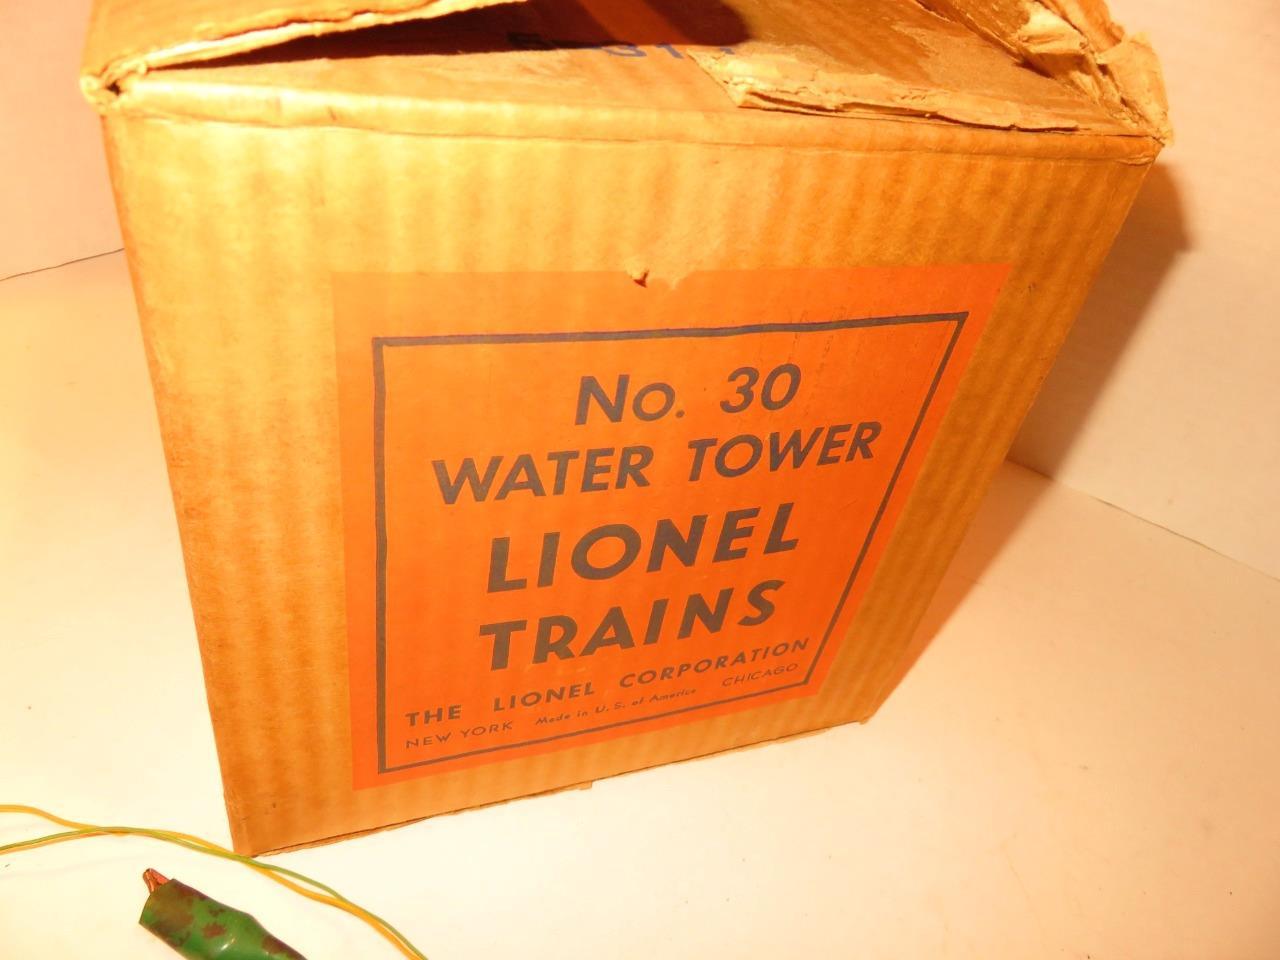 No. 30
WATER TOWER
LIONEL
TRAINS
THE LIONEL CORPORATION
NEW YORK Made in U. S. of America CHICAGO